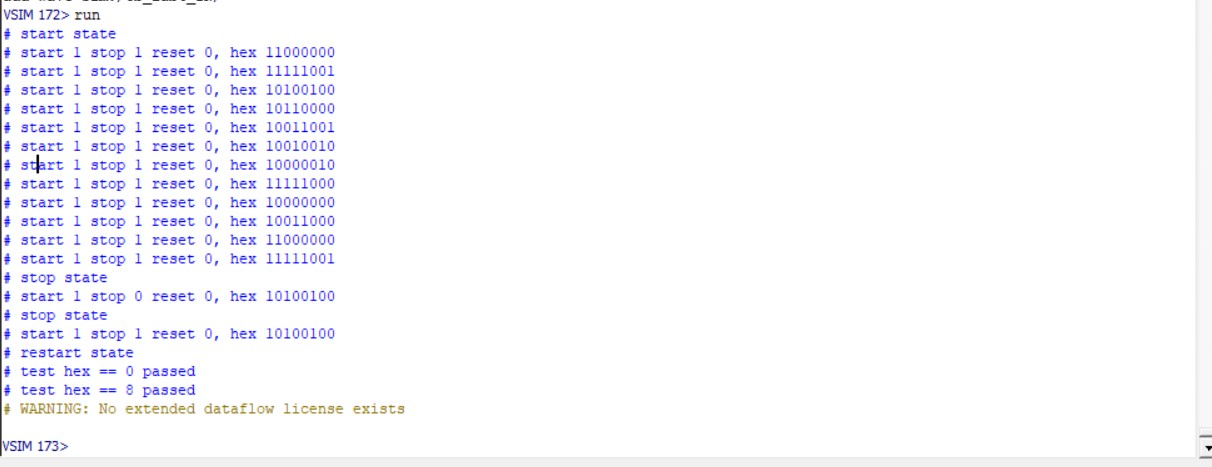 VSIM 172> run
# start state
# start 1 stop 1 reset 0, hex 11000000
# start 1 stop 1 reset 0, hex 11111001
# start 1 stop 1 reset 0, hex 10100100
# start 1 stop 1 reset 0, hex 10110000
# start 1 stop 1 reset 0, hex 10011001
# start 1 stop 1 reset 0, hex 10010010
# start 1 stop 1 reset 0, hex 10000010
# start 1 stop 1 reset 0, hex 11111000
# start 1 stop 1 reset 0, hex 10000000
# start 1 stop 1 reset 0, hex 10011000
# start 1 stop 1 reset 0, hex 11000000
# start 1 stop 1 reset 0, hex 11111001
# stop state
# start 1 stop 0 reset 0, hex 10100100
# stop state
# start 1 stop 1 reset 0, hex 10100100
# restart state
# test hex == 0 passed
# test hex == 8 passed
# WARNING: No extended dataflow license exists
VSIM 173>